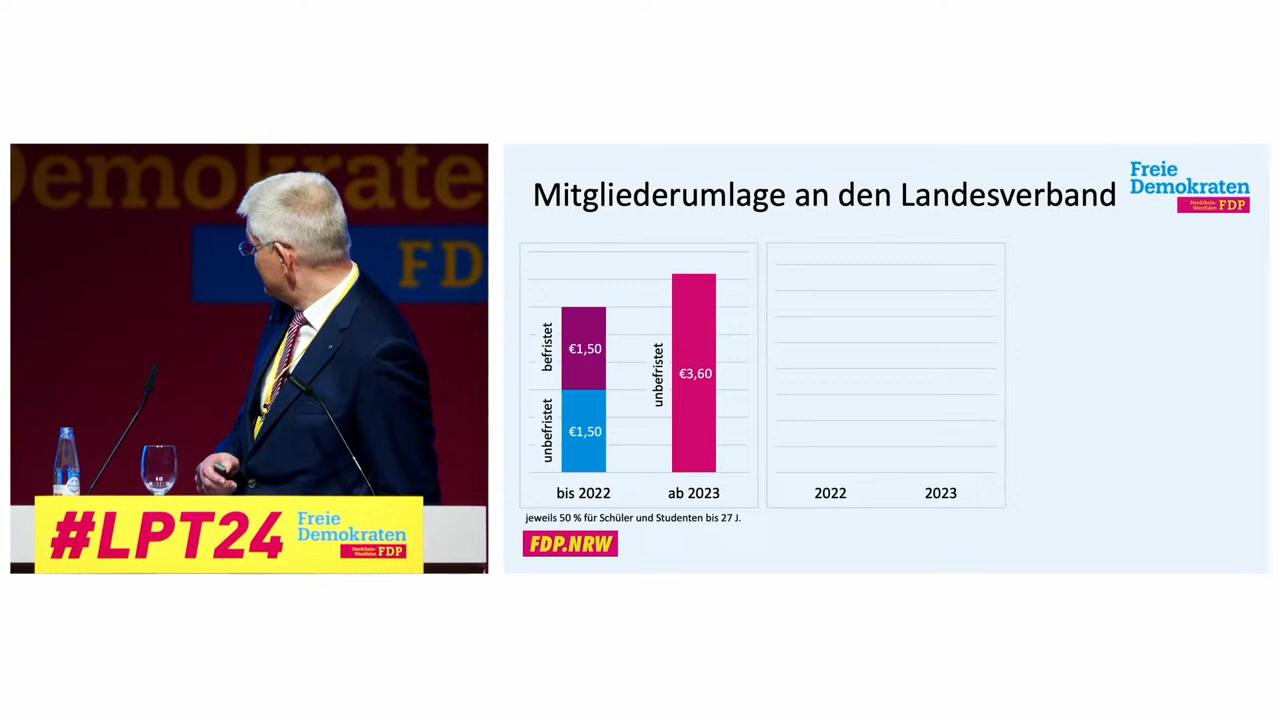 Demokrate
FD
#LPT24
Freie
Demokraten
Nordrhein-
Westfalen FDP
Mitgliederumlage an den Landesverband
Freie
Demokraten
Nordrhein-
Westfalen FDP
befristet
€1,50
unbefristet
€1,50
unbefristet
€3,60
bis 2022
ab 2023
2022
2023
jeweils 50 % für Schüler und Studenten bis 27 J.
FDP.NRW